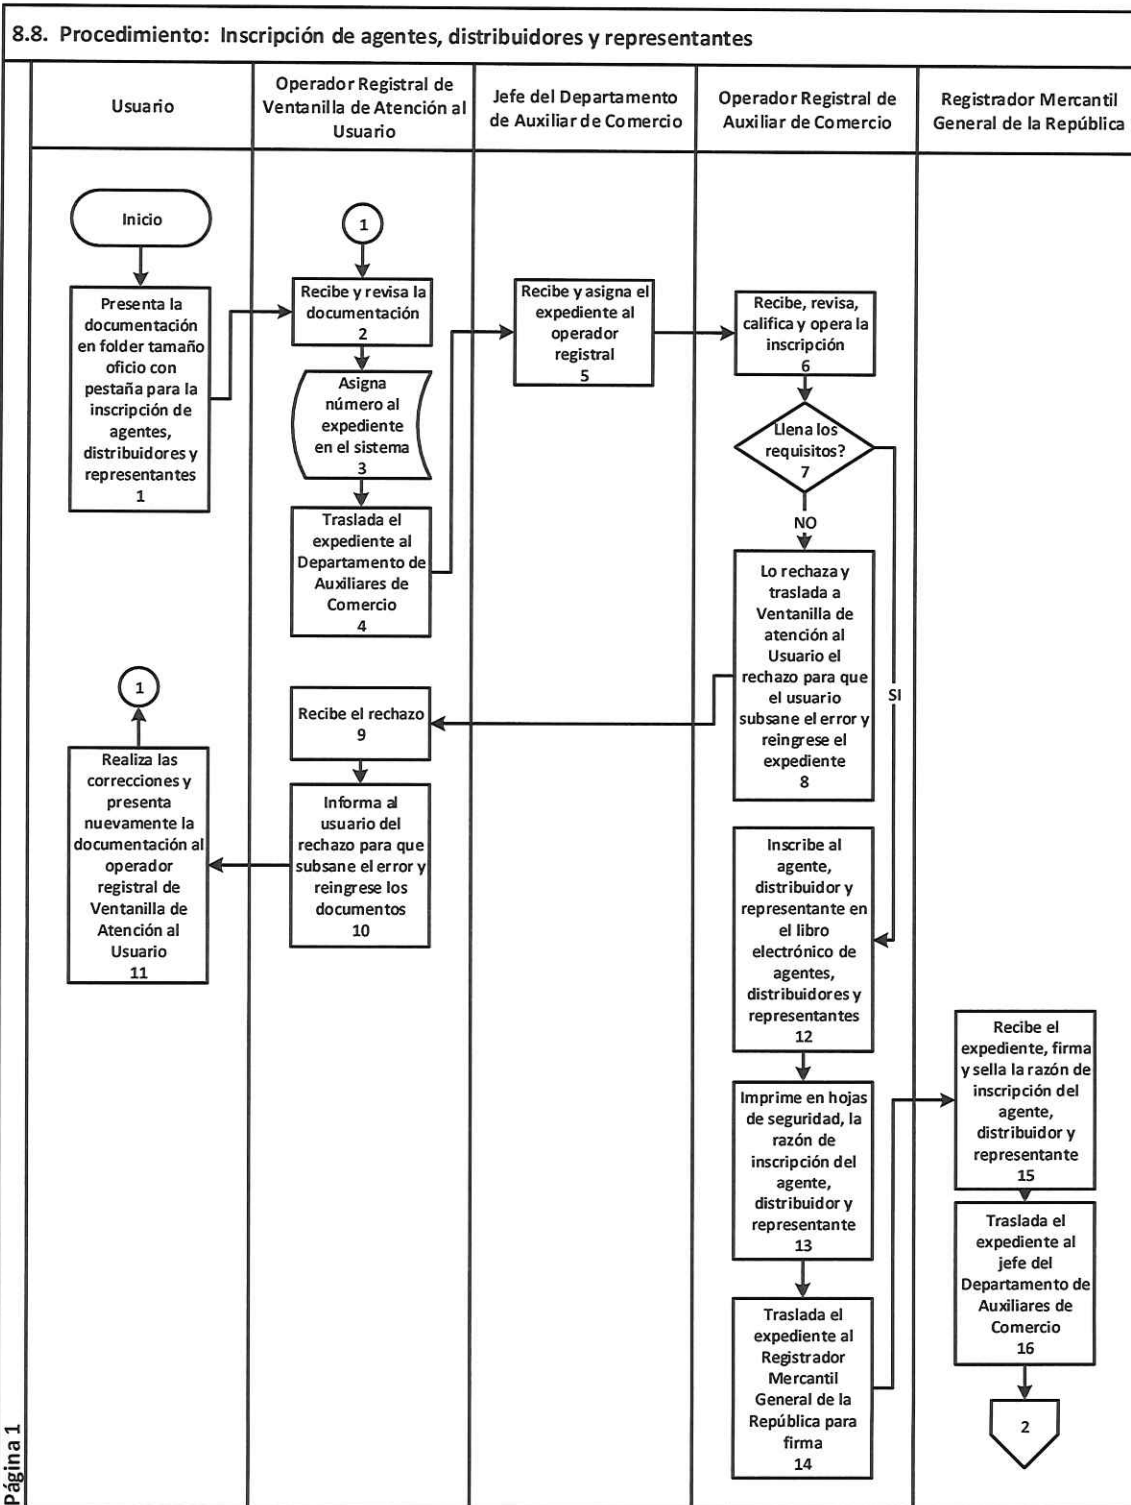 8.8. Procedimiento: Inscripción de agentes, distribuidores y representantes
Usuario
Operador Registral de
Ventanilla de Atención al
Usuario
Jefe del Departamento
de Auxiliar de Comercio
Operador Registral de
Auxiliar de Comercio
Registrador Mercantil
General de la República
Inicio
Presenta la
documentación
en folder tamaño
oficio con
pestaña para la
inscripción de
agentes,
distribuidores y
representantes
1
1
Recibe y revisa la
documentación
2
Asigna
número al
expediente
en el sistema
3
Traslada el
expediente al
Departamento de
Auxiliares de
Comercio
4
Recibe y asigna el
expediente al
operador
registral
5
Recibe, revisa,
califica y opera la
inscripción
6
Llena los
requisitos?
7
NO
SI
Lo rechaza y
traslada a
Ventanilla de
atención al
Usuario el
rechazo para que
el usuario
subsane el error y
reingrese el
expediente
8
Recibe el rechazo
9
Informa al
usuario del
rechazo para que
subsane el error y
reingrese los
documentos
10
1
Realiza las
correcciones y
presenta
nuevamente la
documentación al
operador
registral de
Ventanilla de
Atención al
Usuario
11
Inscribe al
agente,
distribuidor y
representante en
el libro
electrónico de
agentes,
distribuidores y
representantes
12
Imprime en hojas
de seguridad, la
razón de
inscripción del
agente,
distribuidor y
representante
13
Traslada el
expediente al
Registrador
Mercantil
General de la
República para
firma
14
Recibe el
expediente, firma
y sella la razón de
inscripción del
agente,
distribuidor y
representante
15
Traslada el
expediente al
jefe del
Departamento de
Auxiliares de
Comercio
16
2
Página 1